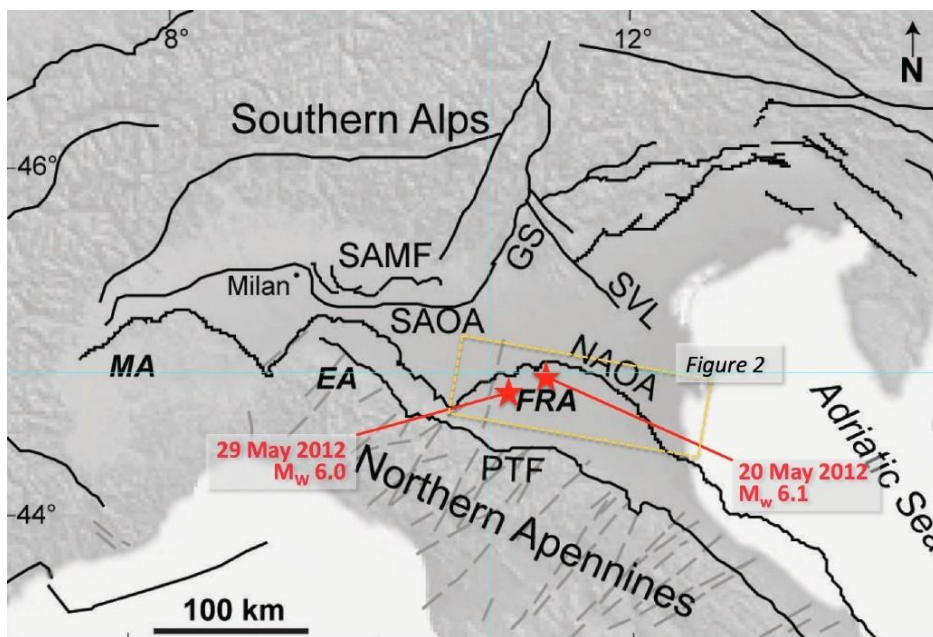 8°
12°
N
Southern Alps
46°
GS
SAMF
Milan
SVL
SAOA
NAOA
Figure 2
MA
EA
FRA
29 May 2012
Mw 6.0
20 May 2012
Mw 6.1
PTF
Northern Apennines
Adriatic Sea
44°
100 km